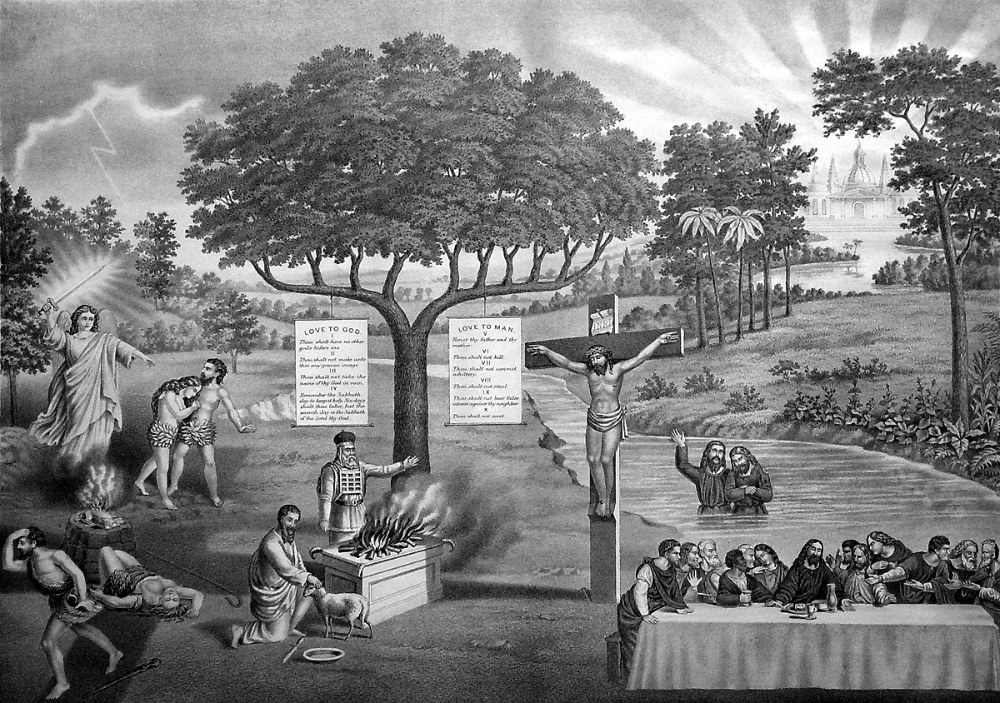 LOVE TO GOD.
I
Thou shalt have no other
gods before me.
II
Thou shalt not make unto
thee any graven image.
III
Thou shalt not take the
name of thy God in vain.
IV
Remember the Sabbath
day to keep it holy. Six days
shalt thou labor, but the
seventh day is the Sabbath
of the Lord thy God.
LOVE TO MAN.
V
Honor thy father and thy
mother.
VI
Thou shalt not kill.
VII
Thou shalt not commit
adultery.
VIII
Thou shalt not steal.
IX
Thou shalt not bear false
witness against thy neighbor.
X
Thou shalt not covet.
INRI